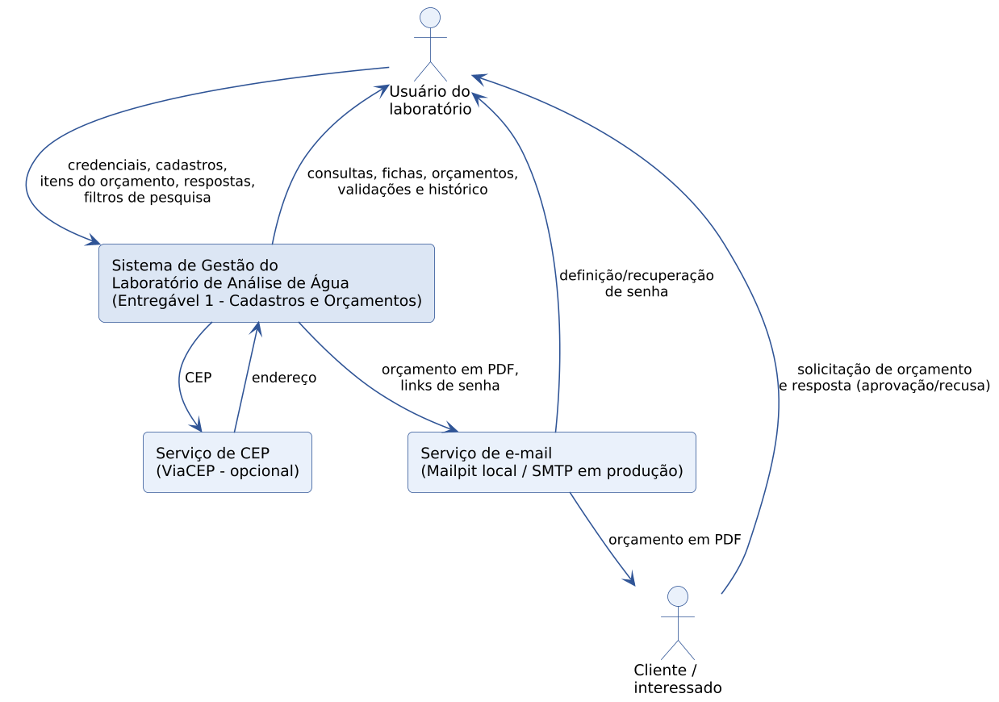 Usuário do
laboratório
credenciais, cadastros,
itens do orçamento, respostas,
filtros de pesquisa
consultas, fichas, orçamentos,
validações e histórico
definição/recuperação
de senha
Sistema de Gestão do
Laboratório de Análise de Água
(Entregável 1 - Cadastros e Orçamentos)
CEP
endereço
orçamento em PDF,
links de senha
solicitação de orçamento
e resposta (aprovação/recusa)
Serviço de CEP
(ViaCEP - opcional)
Serviço de e-mail
(Mailpit local / SMTP em produção)
orçamento em PDF
Cliente /
interessado